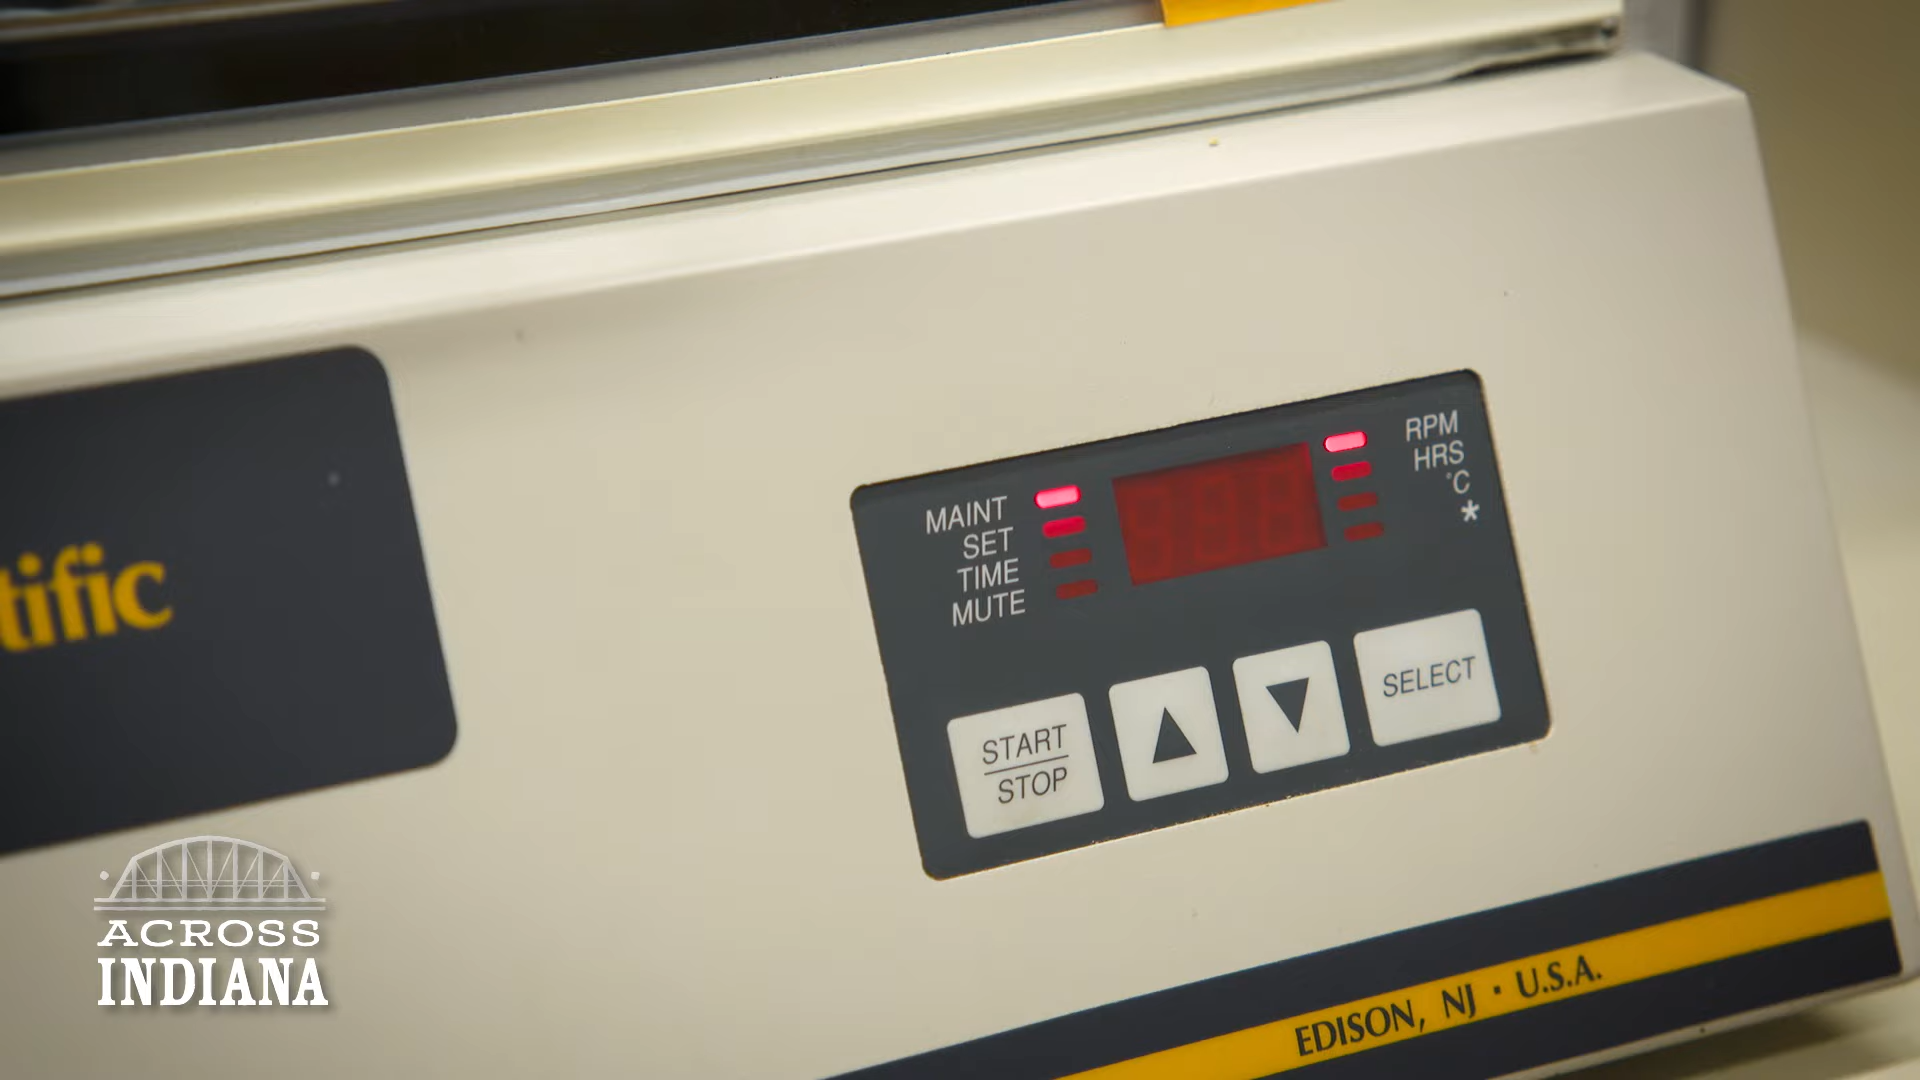 tific
MAINT
SET
TIME
MUTE
RPM
HRS
°C
*
START
STOP
▲
▼
SELECT
EDISON, NJ · U.S.A.
ACROSS
INDIANA